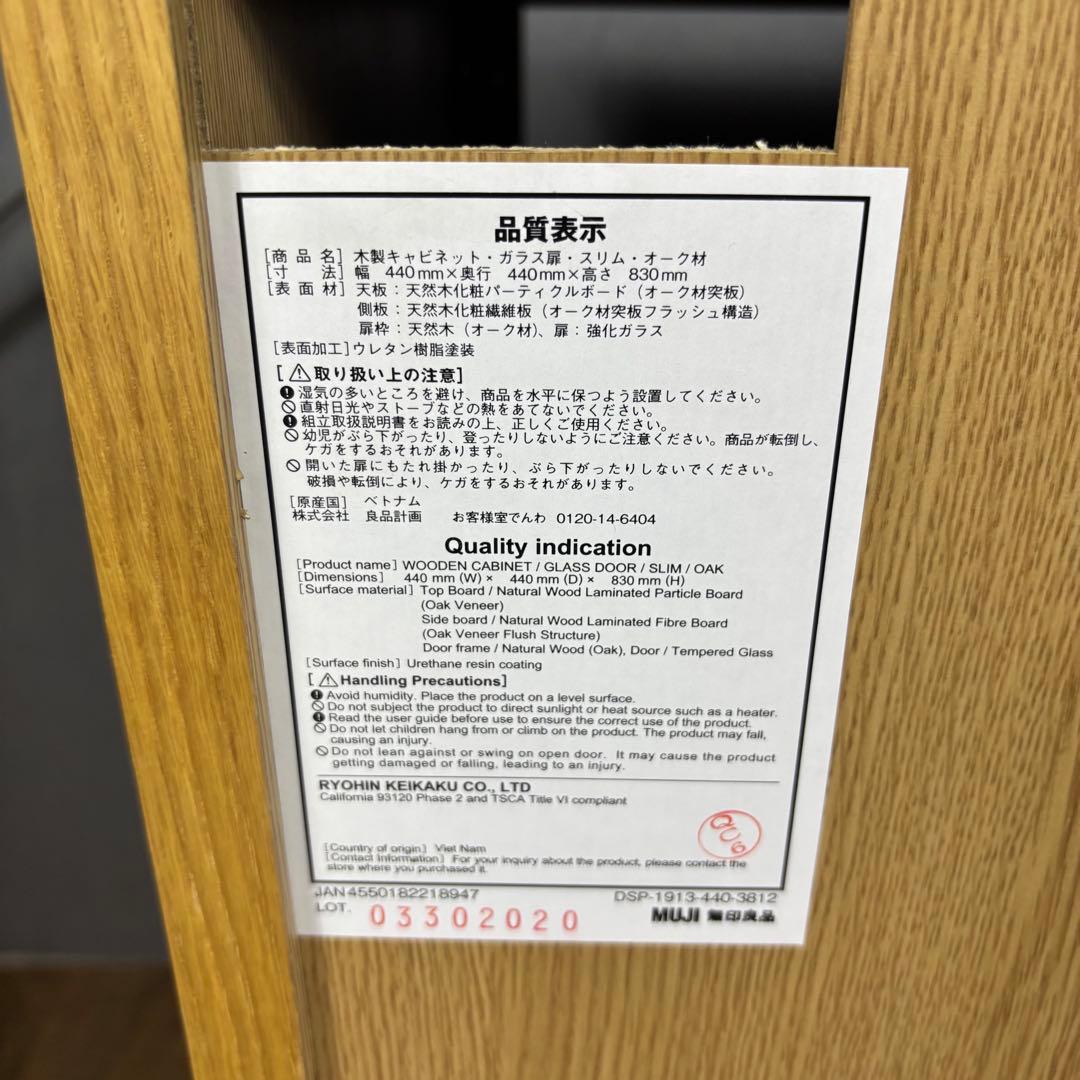 品質表示
[商 品 名] 木製キャビネット・ガラス扉・スリム・オーク材
[寸　　法] 幅 440mm×奥行 440mm×高さ 830mm
[表 面 材] 天板：天然木化粧パーティクルボード（オーク材突板）
側板：天然木化粧繊維板（オーク材突板フラッシュ構造）
扉枠：天然木（オーク材）、扉：強化ガラス
[表面加工] ウレタン樹脂塗装
[⚠取り扱い上の注意]
湿気の多いところを避け、商品を水平に保つよう設置してください。
直射日光やストーブなどの熱をあてないでください。
組立取扱説明書をお読みの上、正しくご使用ください。
幼児がぶら下がったり、登ったりしないようにご注意ください。商品が転倒し、
ケガをするおそれがあります。
開いた扉にもたれ掛かったり、ぶら下がったりしないでください。
破損や転倒により、ケガをするおそれがあります。
[原産国] ベトナム
株式会社 良品計画 お客様室でんわ 0120-14-6404
Quality indication
[Product name] WOODEN CABINET / GLASS DOOR / SLIM / OAK
[Dimensions] 440 mm (W) × 440 mm (D) × 830 mm (H)
[Surface material] Top Board / Natural Wood Laminated Particle Board
(Oak Veneer)
Side board / Natural Wood Laminated Fibre Board
(Oak Veneer Flush Structure)
Door frame / Natural Wood (Oak), Door / Tempered Glass
[Surface finish] Urethane resin coating
[⚠Handling Precautions]
Avoid humidity. Place the product on a level surface.
Do not subject the product to direct sunlight or heat source such as a heater.
Read the user guide before use to ensure the correct use of the product.
Do not let children hang from or climb on the product. The product may fall,
causing an injury.
Do not lean against or swing on open door. It may cause the product
getting damaged or falling, leading to an injury.
RYOHIN KEIKAKU CO., LTD
California 93120 Phase 2 and TSCA Title VI compliant
[Country of origin] Viet Nam
[Contact Information] For your inquiry about the product, please contact the
store where you purchased it.
JAN4550182218947 DSP-1913-440-3812
LOT. 03302020 MUJI 無印良品